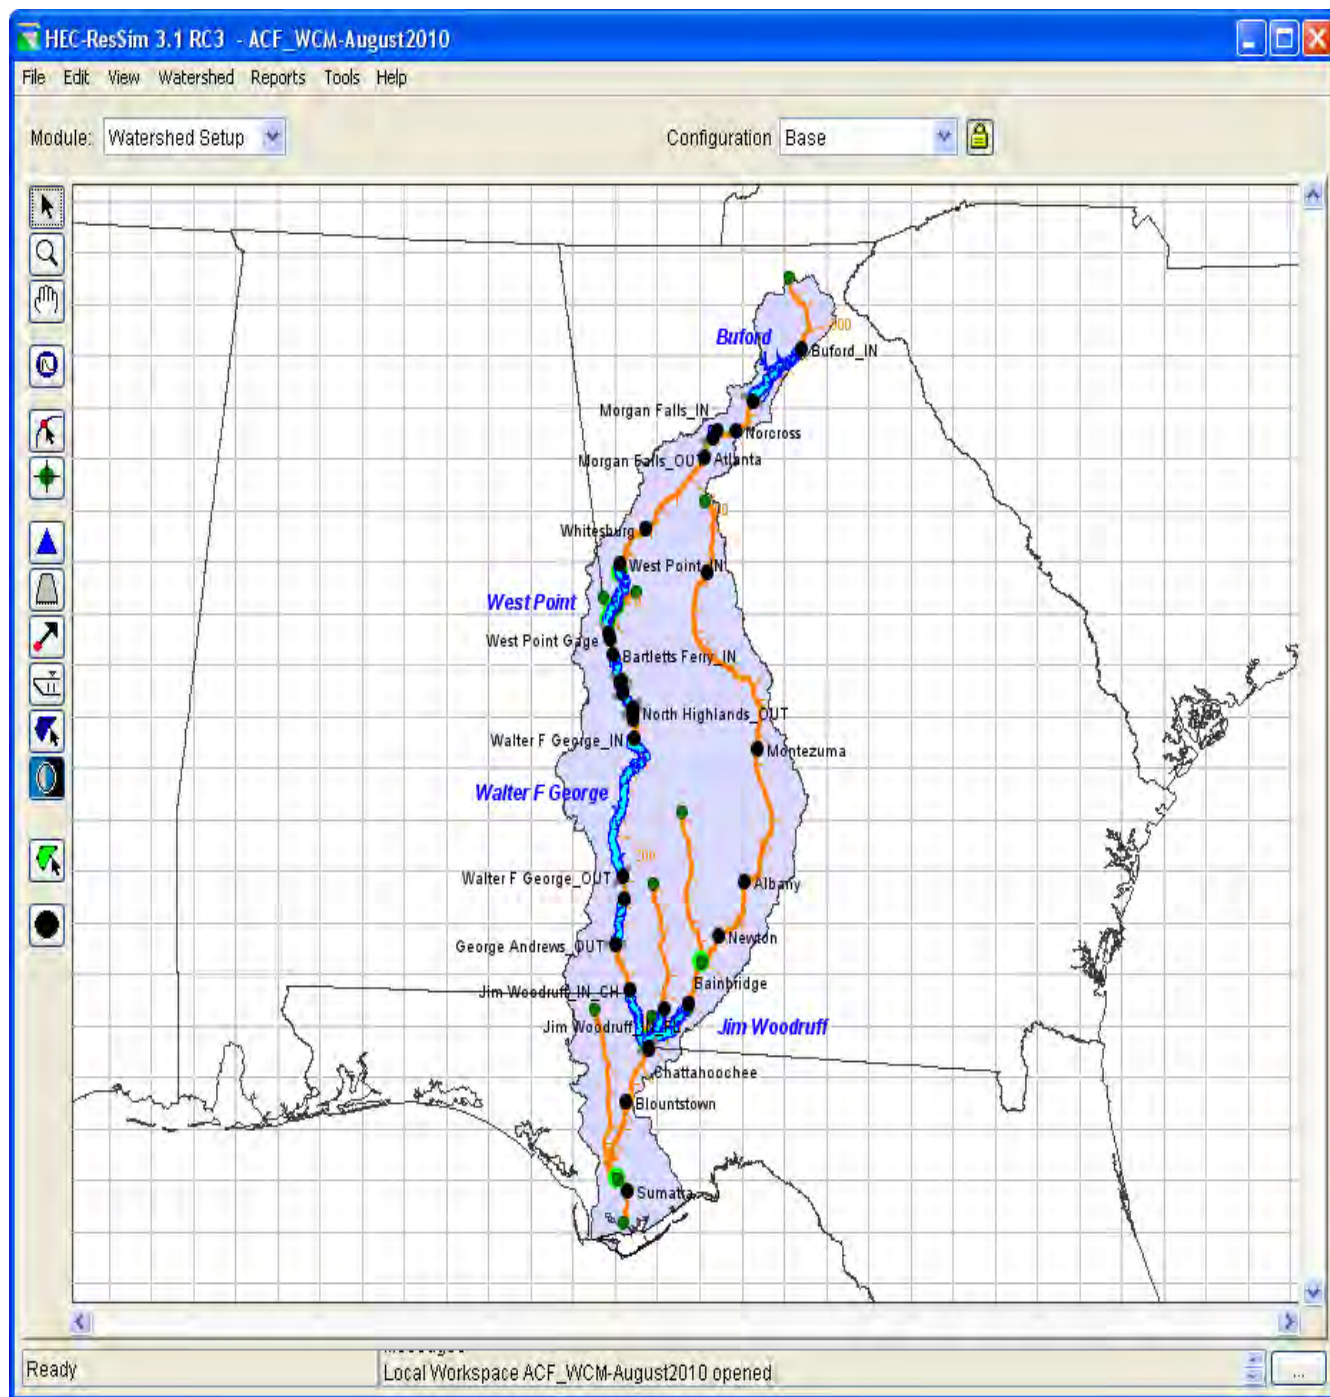 HEC-ResSim 3.1 RC3 - ACF_WCM-August2010
File Edit View Watershed Reports Tools Help
Module: Watershed Setup Configuration Base
Buford
Buford_IN
Morgan Falls_IN
Norcross
Morgan Falls_OUT
Atlanta
Whitesburg
West Point_IN
West Point
West Point Gage
Bartletts Ferry_IN
North Highlands_OUT
Walter F George_IN
Montezuma
Walter F George
200
Walter F George_OUT
Albany
Newton
George Andrews_OUT
Bainbridge
Jim Woodruff_IN_CH
Jim Woodruff
Jim Woodruff
Chattahoochee
Blountstown
Sumatra
Ready
Local Workspace ACF_WCM-August2010 opened
...